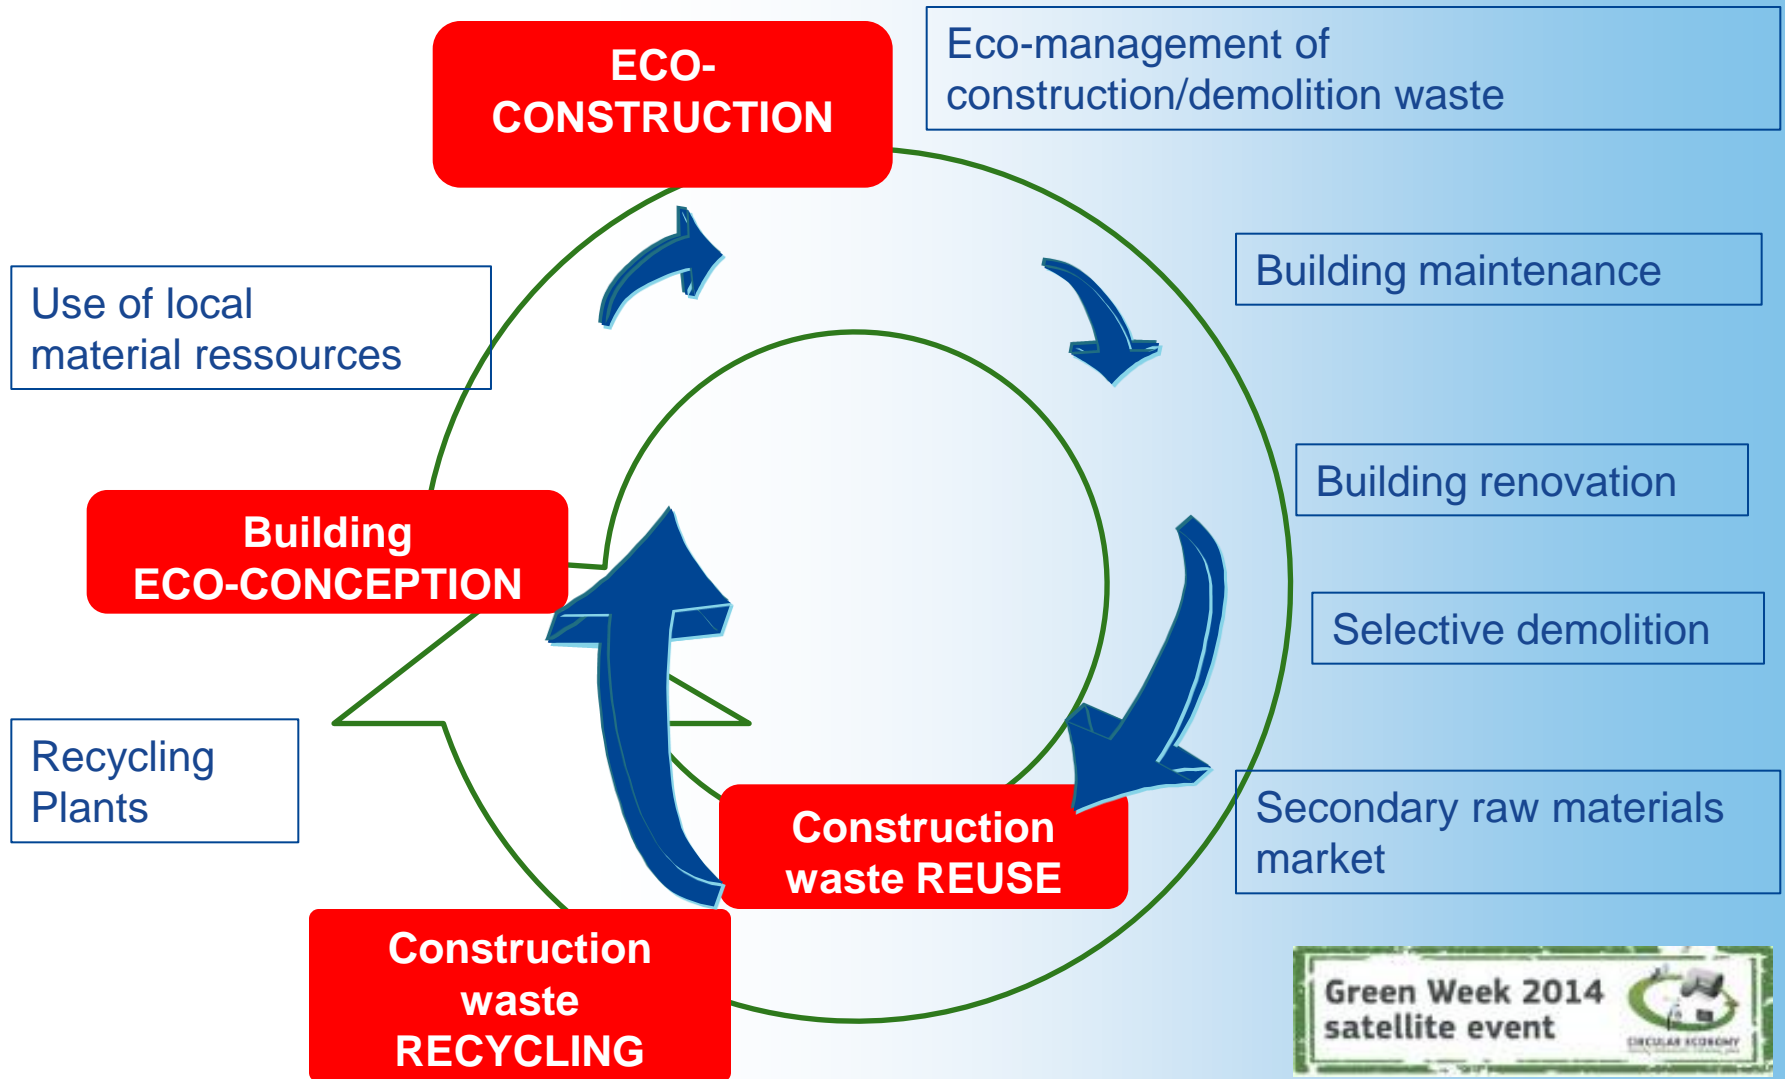 ECO-
CONSTRUCTION
Eco-management of
construction/demolition waste
Use of local
material ressources
Building maintenance
Building
ECO-CONCEPTION
Building renovation
Selective demolition
Recycling
Plants
Construction
waste REUSE
Secondary raw materials
market
Construction
waste
RECYCLING
Green Week 2014
satellite event
CIRCULAR ECONOMY